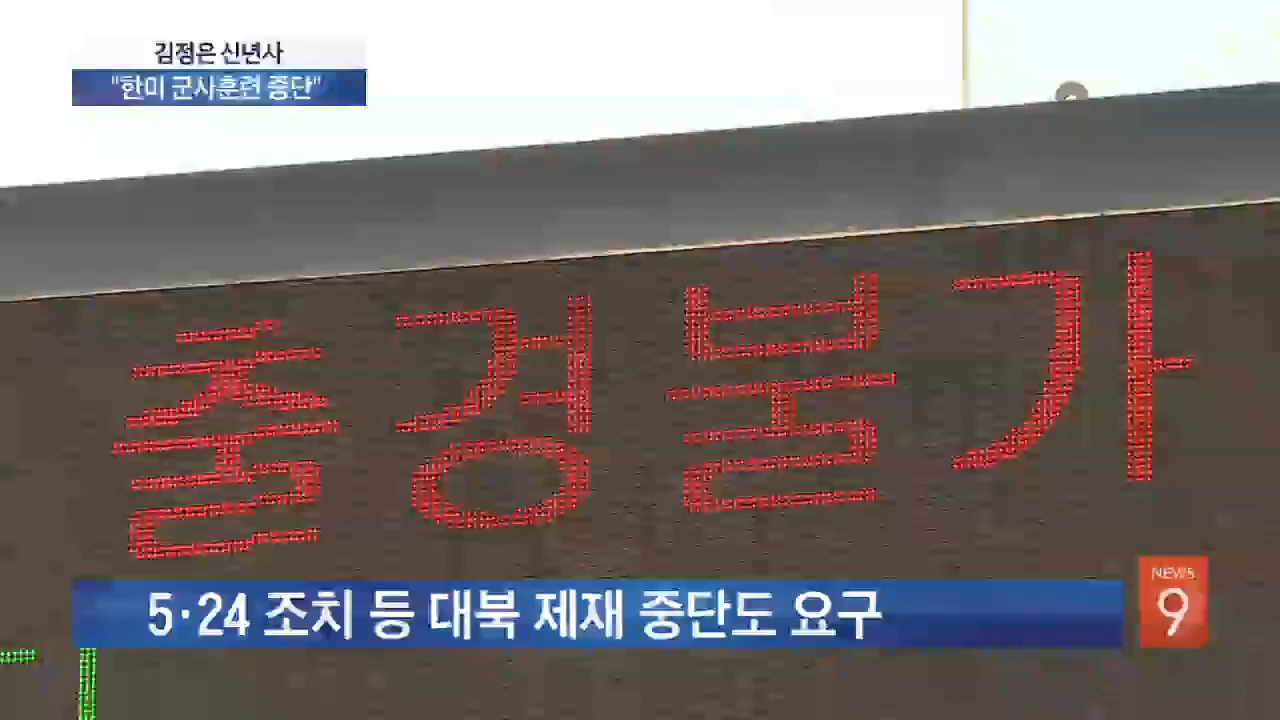 김정은 신년사
"한미 군사훈련 중단"
출경불가
5·24 조치 등 대북 제재 중단도 요구
NEWS
9